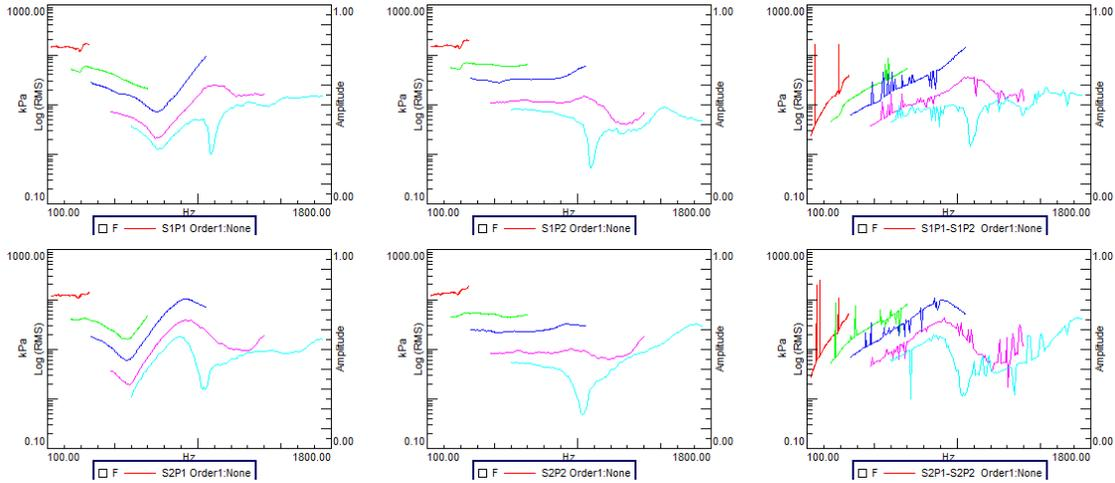 1000.00 1.00
kPa Log (RMS) Amplitude
0.10 0.00
100.00 Hz 1800.00
F S1P1 Order1:None
1000.00 1.00
kPa Log (RMS) Amplitude
0.10 0.00
100.00 Hz 1800.00
F S1P2 Order1:None
1000.00 1.00
kPa Log (RMS) Amplitude
0.10 0.00
100.00 Hz 1800.00
F S1P1-S1P2 Order1:None
1000.00 1.00
kPa Log (RMS) Amplitude
0.10 0.00
100.00 Hz 1800.00
F S2P1 Order1:None
1000.00 1.00
kPa Log (RMS) Amplitude
0.10 0.00
100.00 Hz 1800.00
F S2P2 Order1:None
1000.00 1.00
kPa Log (RMS) Amplitude
0.10 0.00
100.00 Hz 1800.00
F S2P1-S2P2 Order1:None